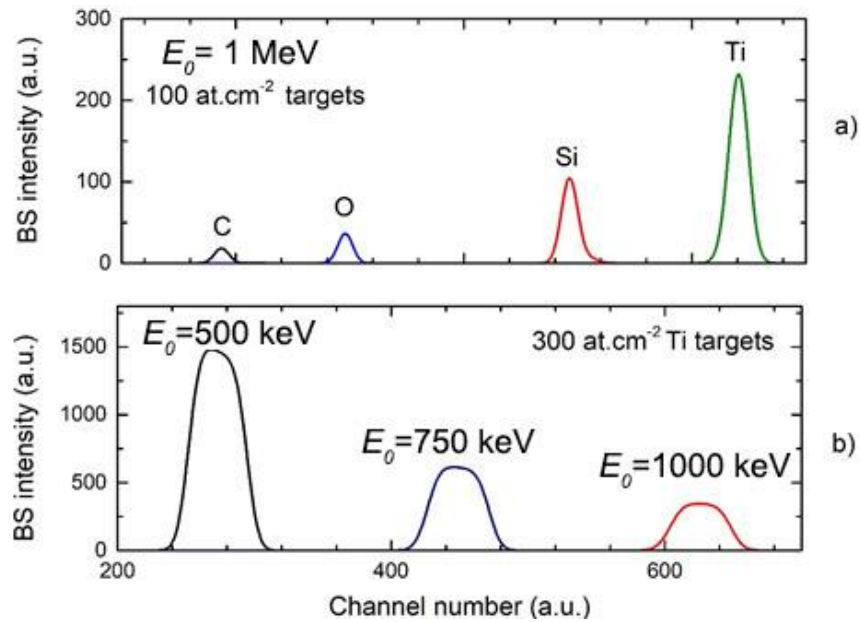 300
200
100
0
BS intensity (a.u.)
E₀= 1 MeV
100 at.cm⁻² targets
C
O
Si
Ti
a)
1500
1000
500
0
BS intensity (a.u.)
E₀=500 keV
300 at.cm⁻² Ti targets
E₀=750 keV
E₀=1000 keV
b)
200
400
600
Channel number (a.u.)